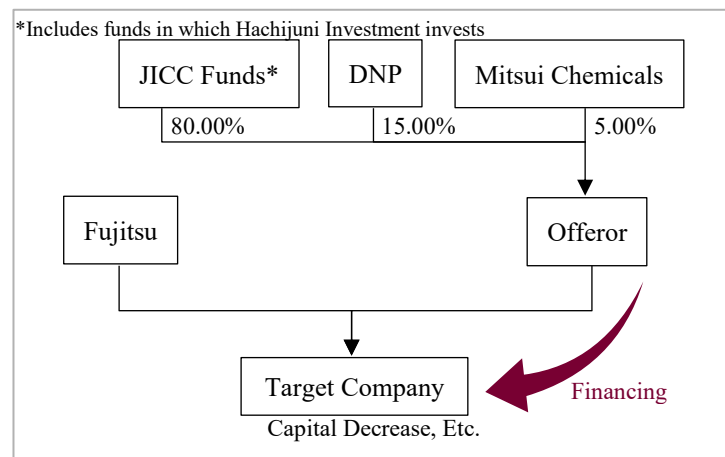 *Includes funds in which Hachijuni Investment invests
JICC Funds*
DNP
Mitsui Chemicals
80.00%
15.00%
5.00%
Fujitsu
Offeror
Target Company
Financing
Capital Decrease, Etc.